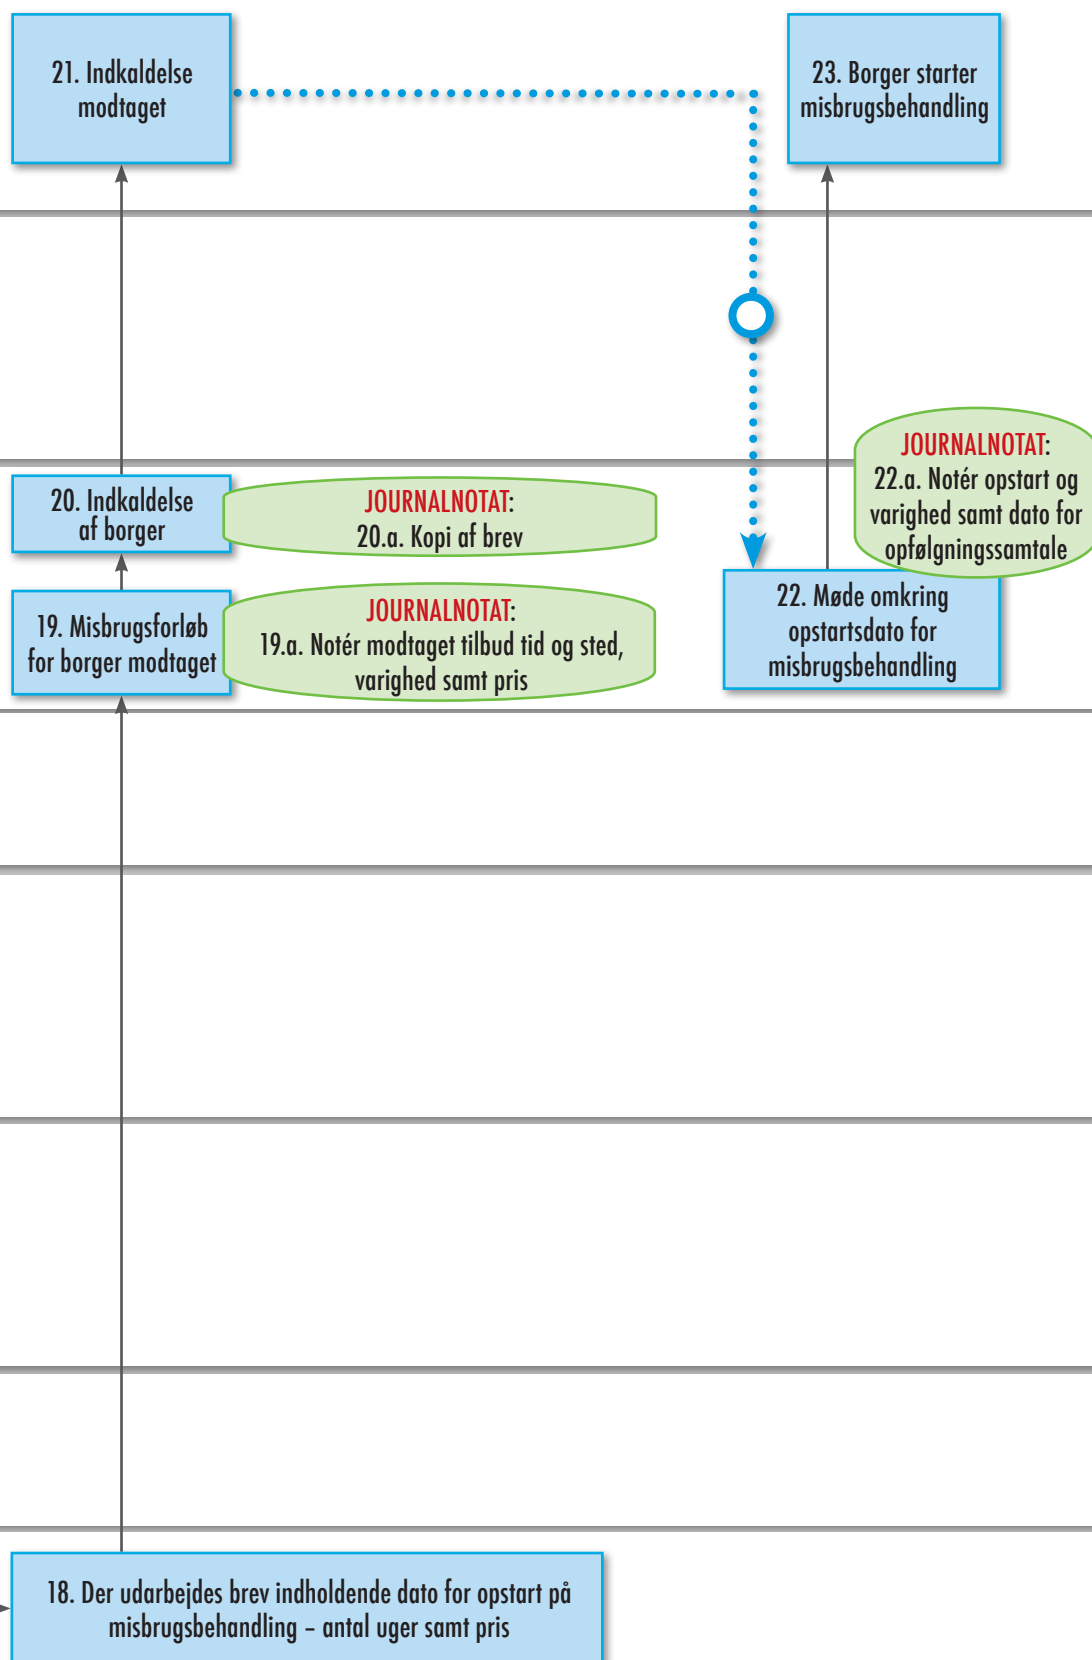 21. Indkaldelse
modtaget
23. Borger starter
misbrugsbehandling
JOURNALNOTAT:
22.a. Notér opstart og
varighed samt dato for
opfølgningssamtale
20. Indkaldelse
af borger
JOURNALNOTAT:
20.a. Kopi af brev
19. Misbrugsforløb
for borger modtaget
JOURNALNOTAT:
19.a. Notér modtaget tilbud tid og sted,
varighed samt pris
22. Møde omkring
opstartsdato for
misbrugsbehandling
18. Der udarbejdes brev indholdende dato for opstart på
misbrugsbehandling – antal uger samt pris